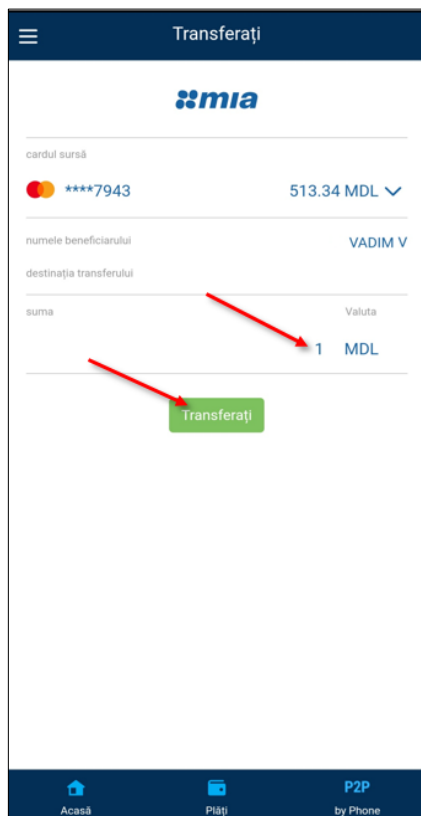 Transferați
mia
cardul sursă
****7943 513.34 MDL
numele beneficiarului VADIM V
destinația transferului
suma Valuta
1 MDL
Transferați
P2P
Acasă Plăți by Phone